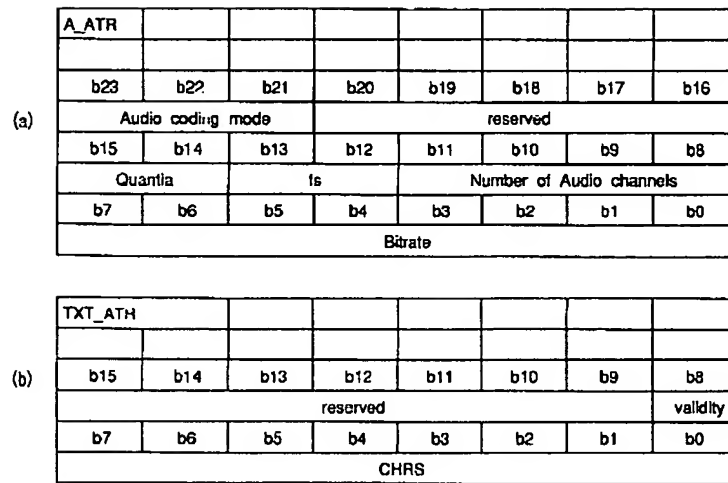 A_ATR
b23 b22 b21 b20 b19 b18 b17 b16
(a)
Audio coding mode reserved
b15 b14 b13 b12 b11 b10 b9 b8
Quantia fs Number of Audio channels
b7 b6 b5 b4 b3 b2 b1 b0
Bitrate
TXT_ATR
(b)
b15 b14 b13 b12 b11 b10 b9 b8
reserved validity
b7 b6 b5 b4 b3 b2 b1 b0
CHRS